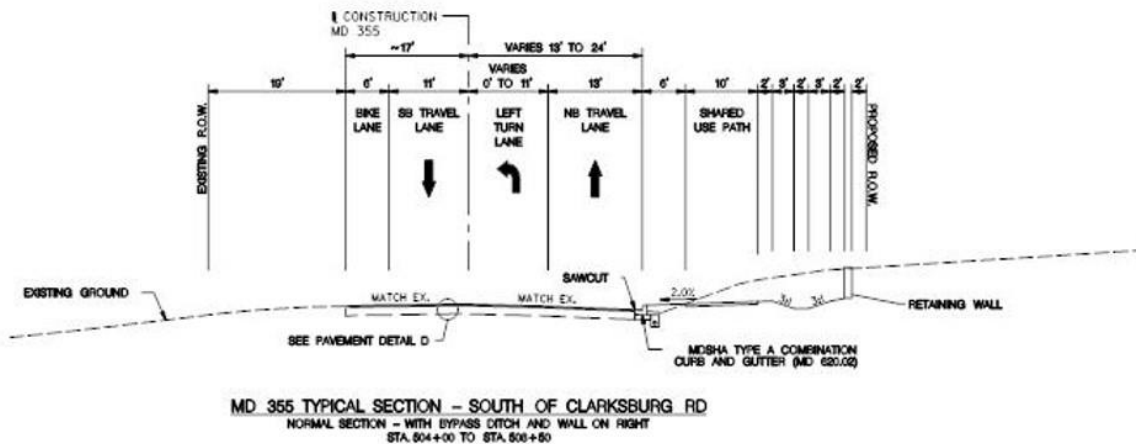 ℄ CONSTRUCTION
MD 355
~17'
VARIES 13' TO 24'
VARIES
19'
6'
11'
0' TO 11'
13'
6'
10'
2'
3'
2'
3'
2'
2'
EXISTING R.O.W.
BIKE
LANE
SB TRAVEL
LANE
LEFT
TURN
LANE
NB TRAVEL
LANE
SHARED
USE PATH
PROPOSED R.O.W.
SAWCUT
EXISTING GROUND
MATCH EX.
MATCH EX.
2.0%
3:1
3:1
RETAINING WALL
SEE PAVEMENT DETAIL D
MDSHA TYPE A COMBINATION
CURB AND GUTTER (MD 620.02)
MD 355 TYPICAL SECTION - SOUTH OF CLARKSBURG RD
NORMAL SECTION - WITH BYPASS DITCH AND WALL ON RIGHT
STA. 504+00 TO STA. 508+50